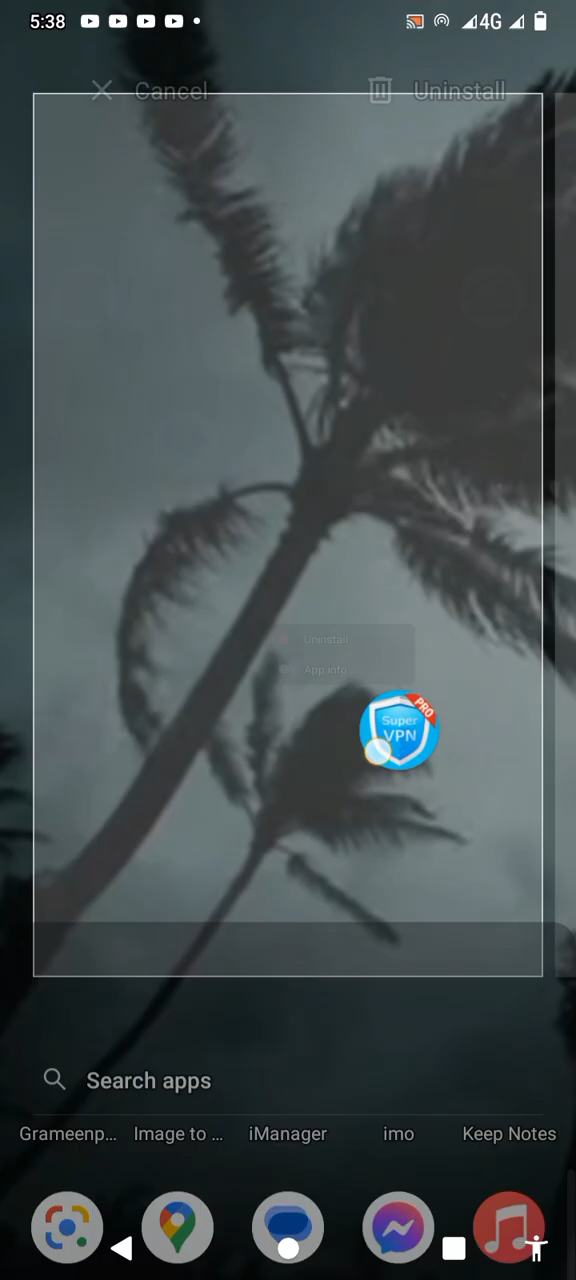 5:38
4G
Cancel
Uninstall
Uninstall
App info
PRO
Super
VPN
Search apps
Grameenp...
Image to ...
iManager
imo
Keep Notes